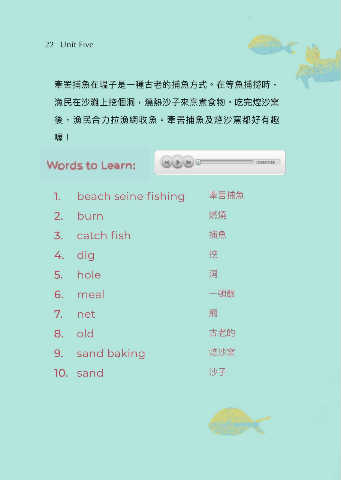 22 Unit Five
牽罟捕魚在塭子是一種古老的捕魚方式。在等魚捕撈時，
漁民在沙灘上挖個洞，燒熱沙子來烹煮食物。吃完焢沙窯
後，漁民合力拉漁網收魚。牽罟捕魚及焢沙窯都好有趣
喔！
Words to Learn:
1. beach seine fishing 牽罟捕魚
2. burn 燃燒
3. catch fish 捕魚
4. dig 挖
5. hole 洞
6. meal 一頓飯
7. net 網
8. old 古老的
9. sand baking 焢沙窯
10. sand 沙子